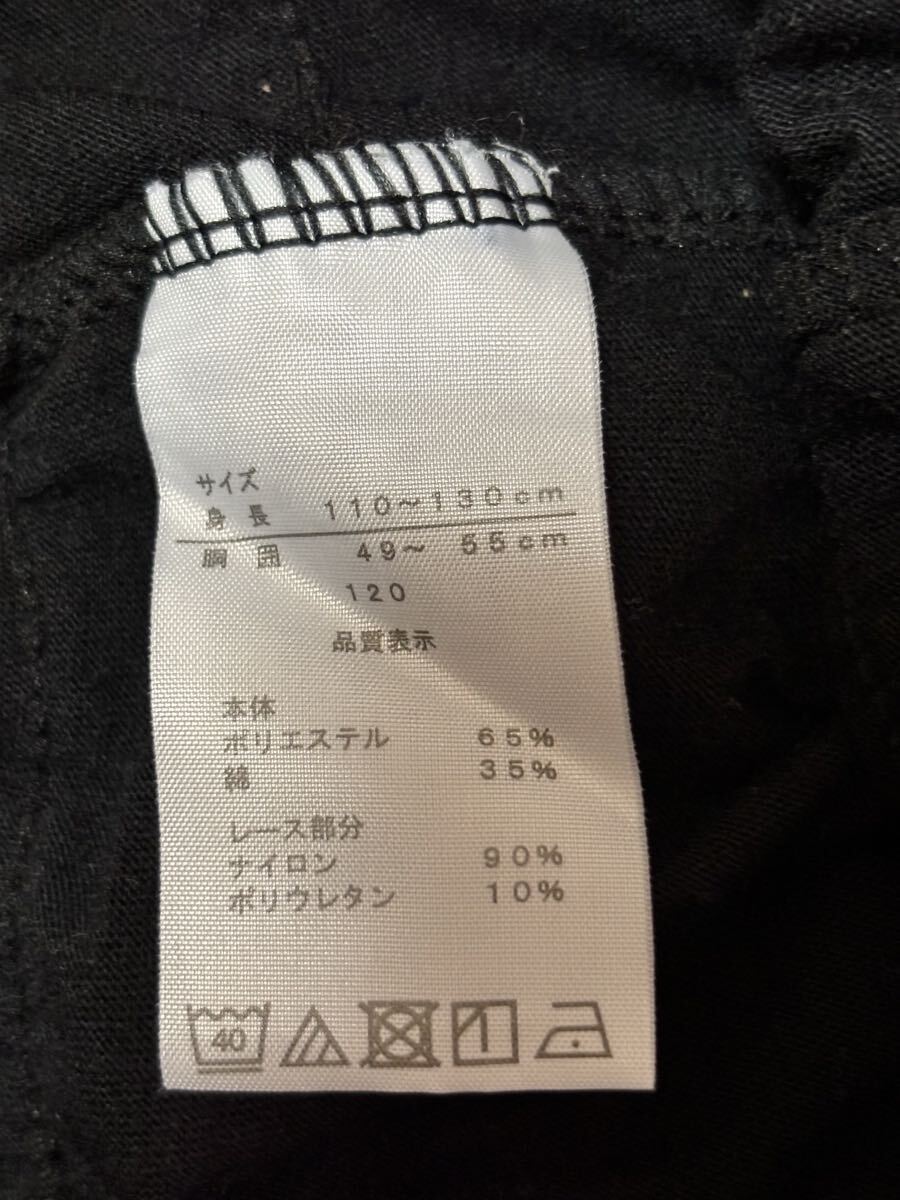 サイズ
身長 110～130cm
胸囲 49～ 55cm
120
品質表示
本体
ポリエステル 65%
綿 35%
レース部分
ナイロン 90%
ポリウレタン 10%
40